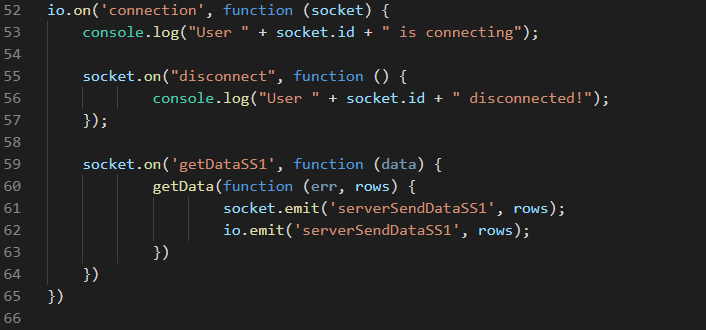 52 io.on('connection', function (socket) {
53 console.log("User " + socket.id + " is connecting");
54
55 socket.on("disconnect", function () {
56 console.log("User " + socket.id + " disconnected!");
57 });
58
59 socket.on('getDataSS1', function (data) {
60 getData(function (err, rows) {
61 socket.emit('serverSendDataSS1', rows);
62 io.emit('serverSendDataSS1', rows);
63 })
64 })
65 })
66